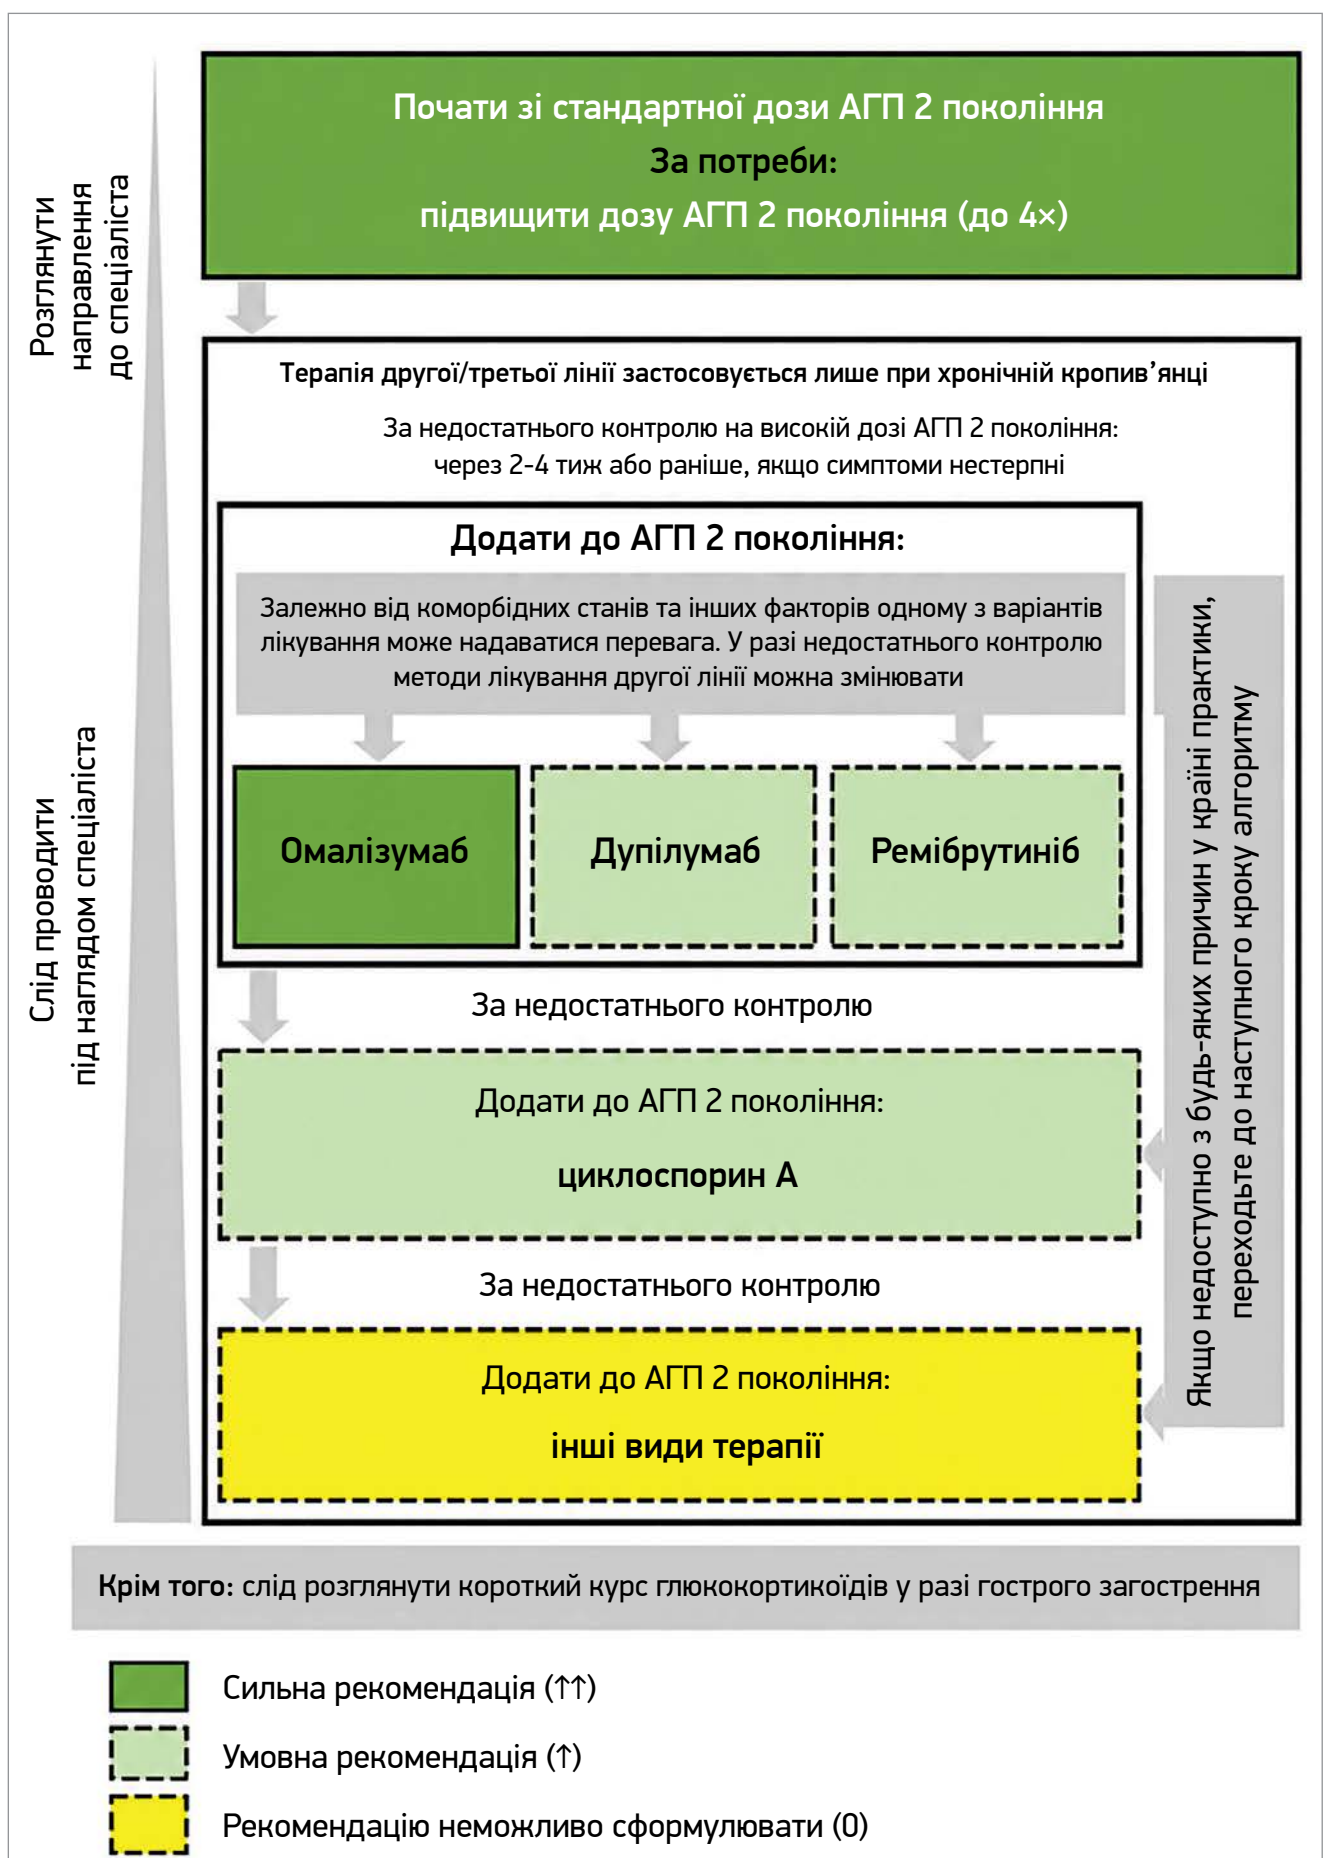 Почати зі стандартної дози АГП 2 покоління
За потреби:
підвищити дозу АГП 2 покоління (до 4×)
Розглянути
направлення
до спеціаліста
Терапія другої/третьої лінії застосовується лише при хронічній кропив’янці
За недостатнього контролю на високій дозі АГП 2 покоління:
через 2-4 тиж або раніше, якщо симптоми нестерпні
Додати до АГП 2 покоління:
Залежно від коморбідних станів та інших факторів одному з варіантів
лікування може надаватися перевага. У разі недостатнього контролю
методи лікування другої лінії можна змінювати
Омалізумаб
Дупілумаб
Ремібрутиніб
Якщо недоступно з будь-яких причин у країні практики,
переходьте до наступного кроку алгоритму
Слід проводити
під наглядом спеціаліста
За недостатнього контролю
Додати до АГП 2 покоління:
циклоспорин А
За недостатнього контролю
Додати до АГП 2 покоління:
інші види терапії
Крім того: слід розглянути короткий курс глюкокортикоїдів у разі гострого загострення
Сильна рекомендація (↑↑)
Умовна рекомендація (↑)
Рекомендацію неможливо сформулювати (0)